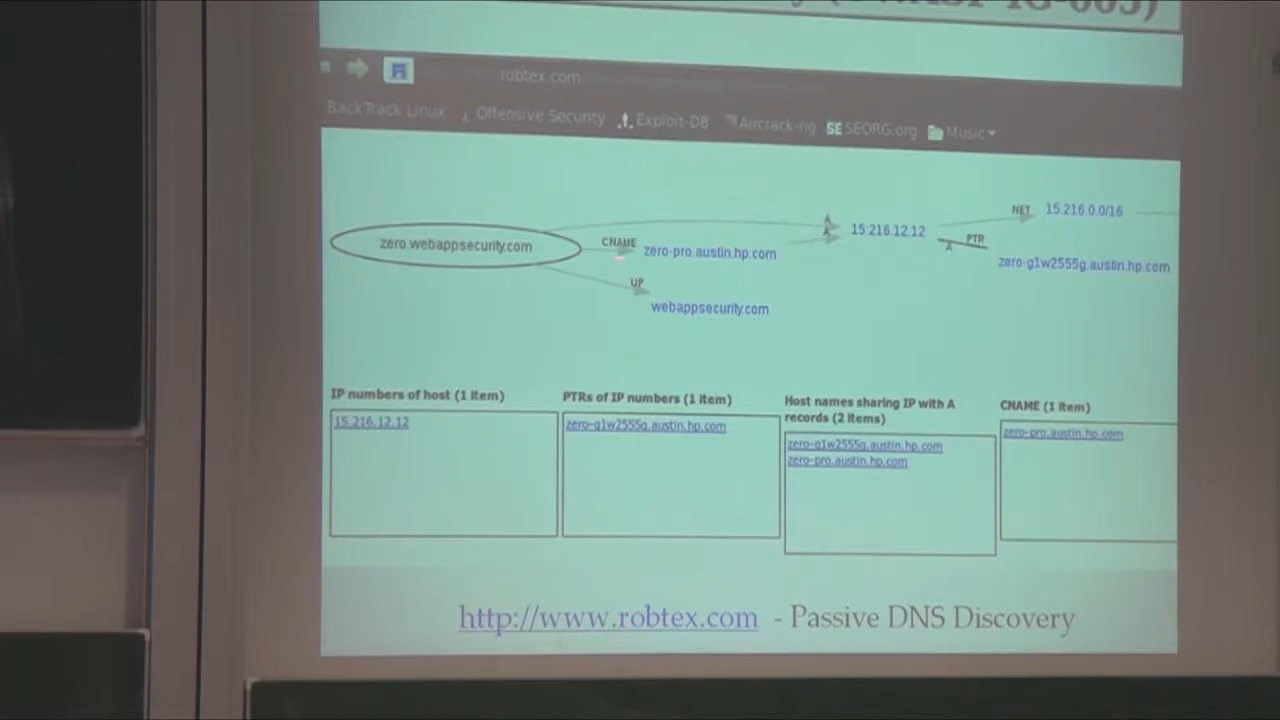 robtex.com
BackTrack Linux Offensive Security Exploit-DB Aircrack-ng SE SEORG.org Music
NET 15.216.0.0/16
A
A 15.216.12.12
PTR
A
zero.webappsecurity.com CNAME zero-pro.austin.hp.com
zero-g1w2555g.austin.hp.com
UP
webappsecurity.com
IP numbers of host (1 item)
15.216.12.12
PTRs of IP numbers (1 item)
zero-g1w2555g.austin.hp.com
Host names sharing IP with A
records (2 items)
zero-g1w2555g.austin.hp.com
zero-pro.austin.hp.com
CNAME (1 item)
zero-pro.austin.hp.com
http://www.robtex.com - Passive DNS Discovery